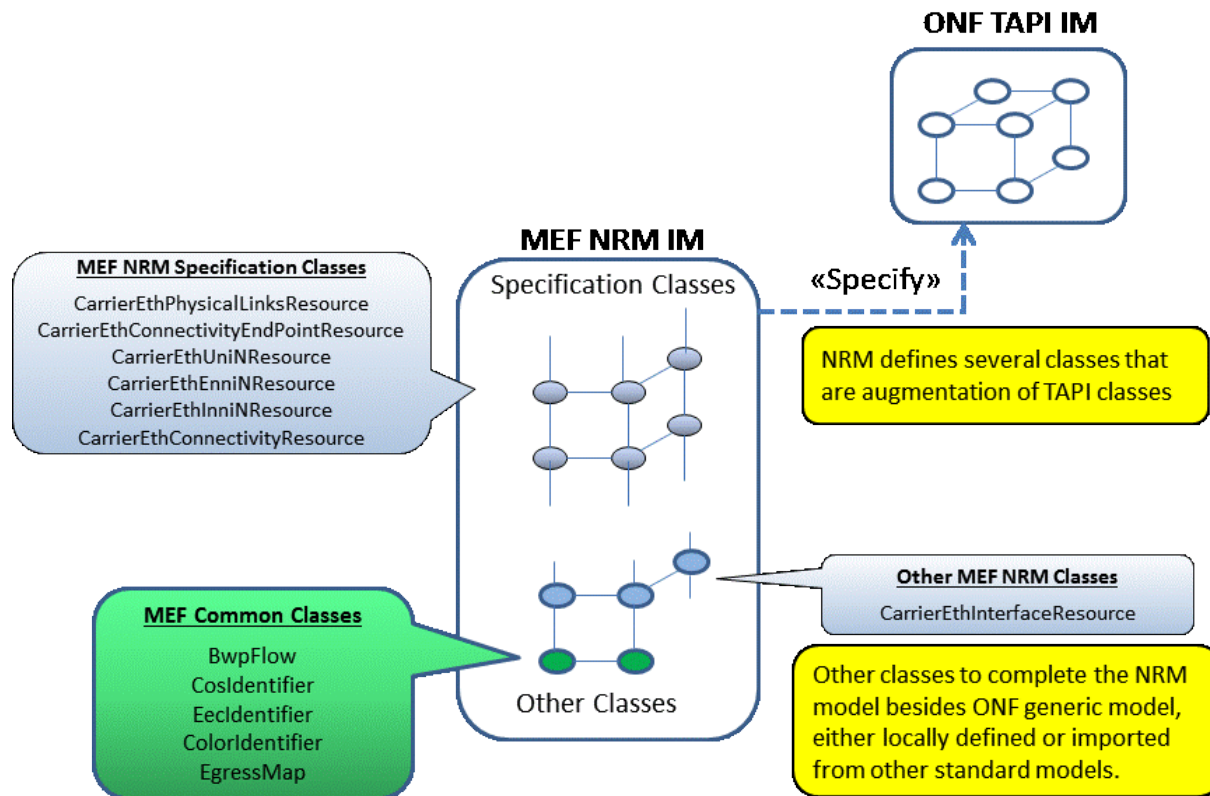 ONF TAPI IM
MEF NRM IM
Specification Classes
«Specify»
MEF NRM Specification Classes
CarrierEthPhysicalLinksResource
CarrierEthConnectivityEndPointResource
CarrierEthUniNResource
CarrierEthEnniNResource
CarrierEthInniNResource
CarrierEthConnectivityResource
NRM defines several classes that
are augmentation of TAPI classes
Other MEF NRM Classes
CarrierEthInterfaceResource
MEF Common Classes
BwpFlow
CosIdentifier
EecIdentifier
ColorIdentifier
EgressMap
Other Classes
Other classes to complete the NRM
model besides ONF generic model,
either locally defined or imported
from other standard models.